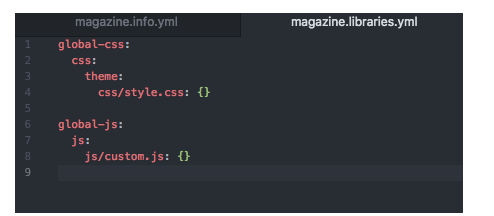 magazine.info.yml magazine.libraries.yml
1 global-css:
2   css:
3     theme:
4       css/style.css: {}
5
6 global-js:
7   js:
8     js/custom.js: {}
9